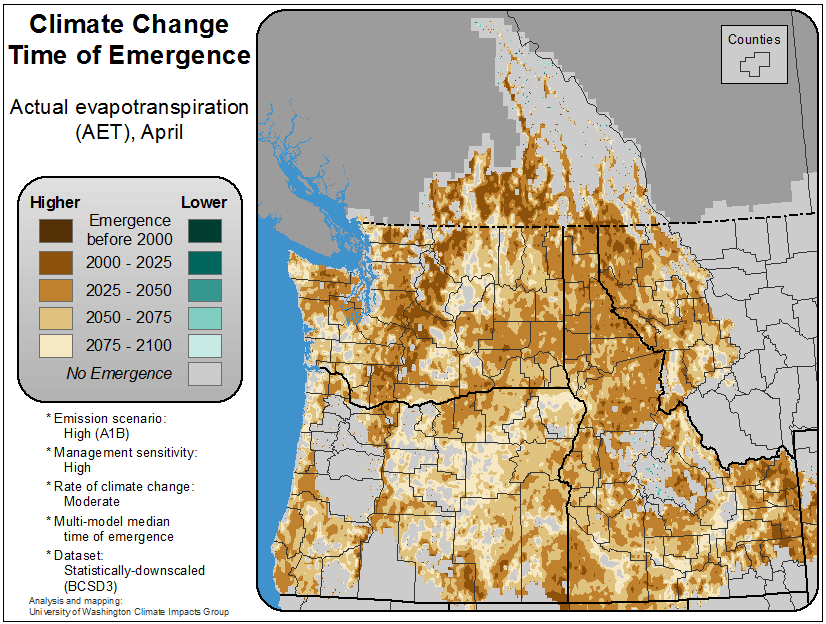 Climate Change
Time of Emergence
Actual evapotranspiration
(AET), April
Higher Lower
Emergence
before 2000
2000 - 2025
2025 - 2050
2050 - 2075
2075 - 2100
No Emergence
* Emission scenario:
High (A1B)
* Management sensitivity:
High
* Rate of climate change:
Moderate
* Multi-model median
time of emergence
* Dataset:
Statistically-downscaled
(BCSD3)
Analysis and mapping:
University of Washington Climate Impacts Group
Counties